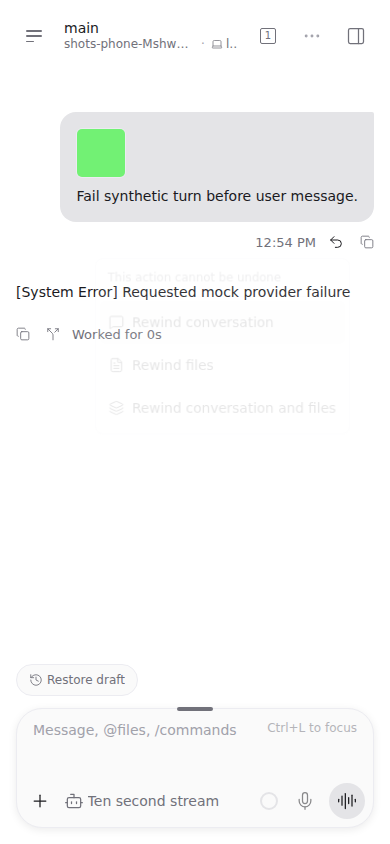 main
shots-phone-Mshw... · l..
1
Fail synthetic turn before user message.
12:54 PM
This action cannot be undone
[System Error] Requested mock provider failure
Rewind conversation
Worked for 0s
Rewind files
Rewind conversation and files
Restore draft
Message, @files, /commands
Ctrl+L to focus
Ten second stream